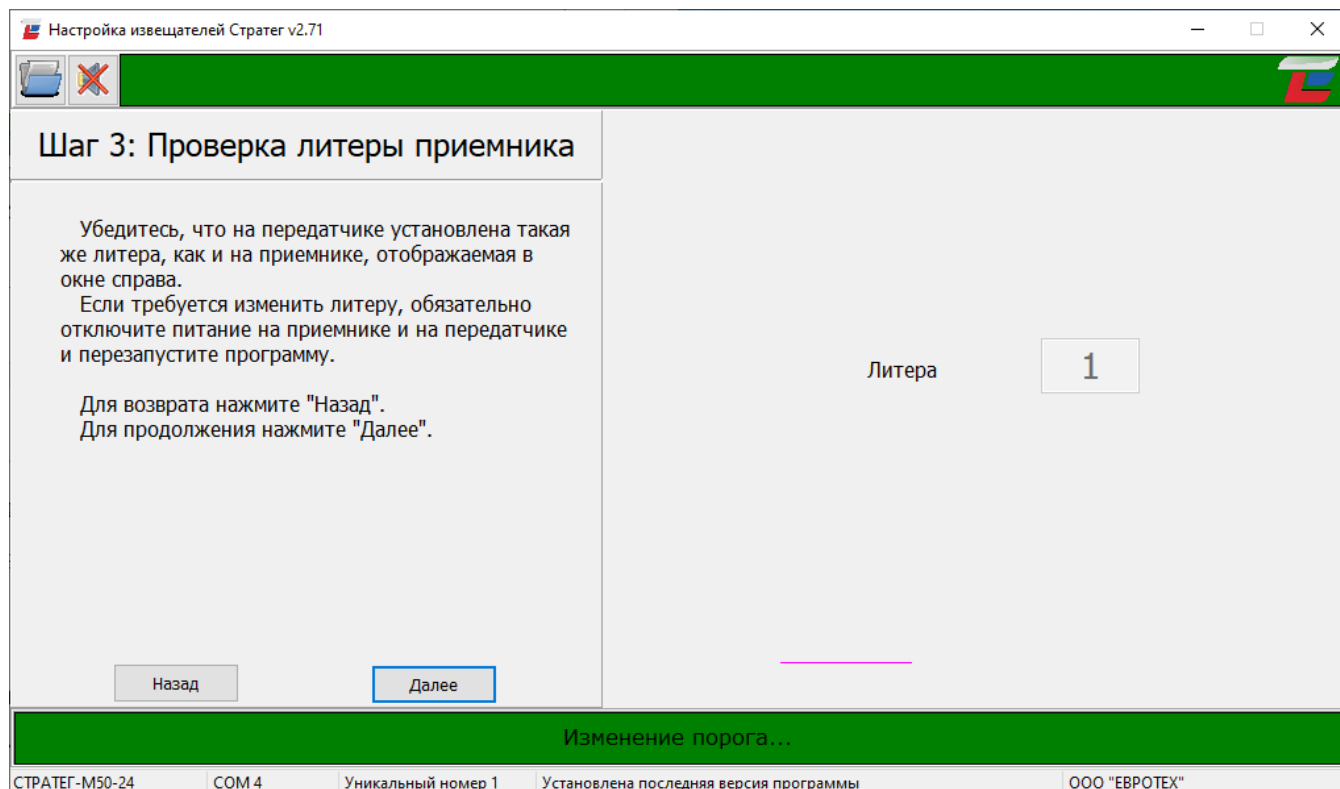 Настройка извещателей Стратег v2.71
Шаг 3: Проверка литеры приемника
Убедитесь, что на передатчике установлена такая
же литера, как и на приемнике, отображаемая в
окне справа.
Если требуется изменить литеру, обязательно
отключите питание на приемнике и на передатчике
и перезапустите программу.
Для возврата нажмите "Назад".
Для продолжения нажмите "Далее".
Литера 1
Назад Далее
Изменение порога...
СТРАТЕГ-М50-24 COM 4 Уникальный номер 1 Установлена последняя версия программы ООО "ЕВРОТЕХ"